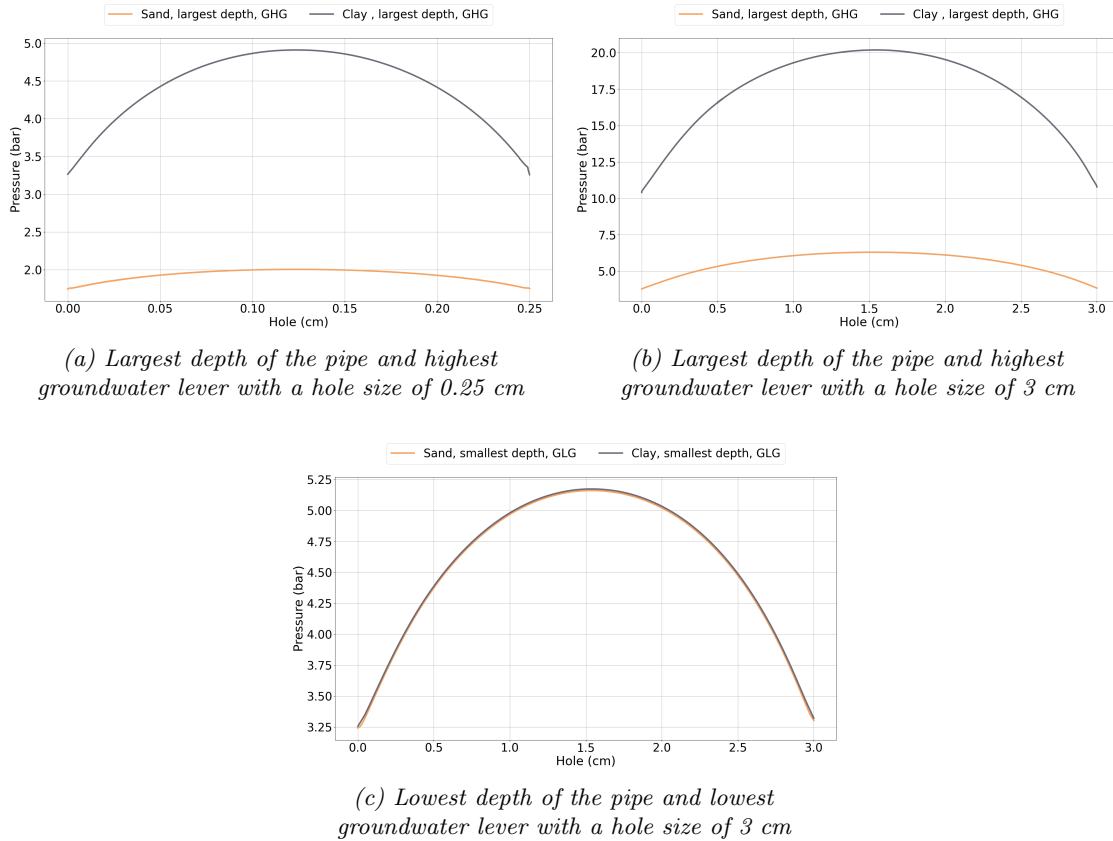 Sand, largest depth, GHG Clay , largest depth, GHG
5.0
4.5
4.0
3.5
3.0
2.5
2.0
Pressure (bar)
0.00 0.05 0.10 0.15 0.20 0.25
Hole (cm)
(a) Largest depth of the pipe and highest
groundwater lever with a hole size of 0.25 cm
Sand, largest depth, GHG Clay , largest depth, GHG
20.0
17.5
15.0
12.5
10.0
7.5
5.0
Pressure (bar)
0.0 0.5 1.0 1.5 2.0 2.5 3.0
Hole (cm)
(b) Largest depth of the pipe and highest
groundwater lever with a hole size of 3 cm
Sand, smallest depth, GLG Clay, smallest depth, GLG
5.25
5.00
4.75
4.50
4.25
4.00
3.75
3.50
3.25
Pressure (bar)
0.0 0.5 1.0 1.5 2.0 2.5 3.0
Hole (cm)
(c) Lowest depth of the pipe and lowest
groundwater lever with a hole size of 3 cm